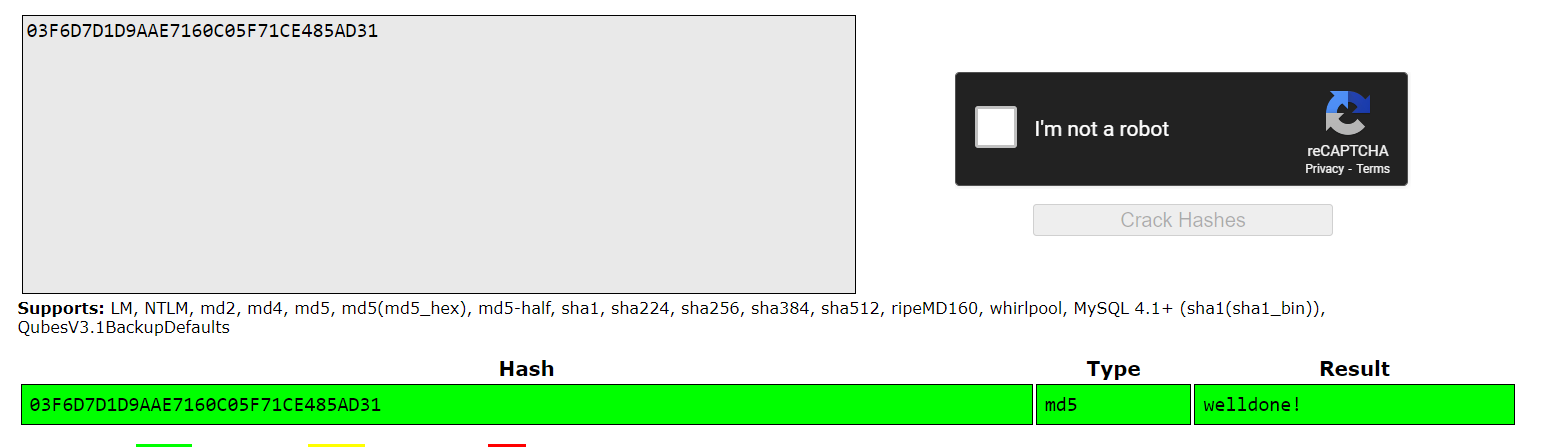 03F6D7D1D9AAE7160C05F71CE485AD31
I'm not a robot
reCAPTCHA
Privacy - Terms
Crack Hashes
Supports: LM, NTLM, md2, md4, md5, md5(md5_hex), md5-half, sha1, sha224, sha256, sha384, sha512, ripeMD160, whirlpool, MySQL 4.1+ (sha1(sha1_bin)),
QubesV3.1BackupDefaults
Hash Type Result
03F6D7D1D9AAE7160C05F71CE485AD31 md5 welldone!